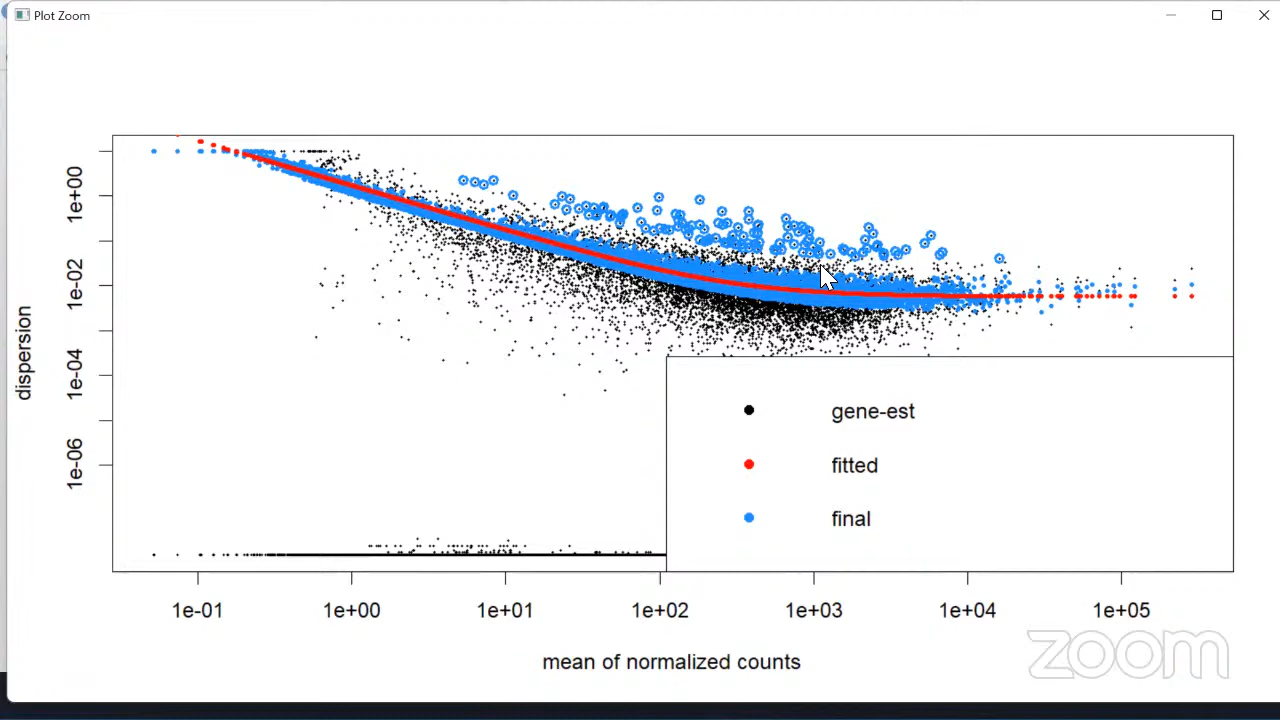 Plot Zoom
dispersion
1e+00
1e-02
1e-04
1e-06
gene-est
fitted
final
1e-01 1e+00 1e+01 1e+02 1e+03 1e+04 1e+05
mean of normalized counts
zoom